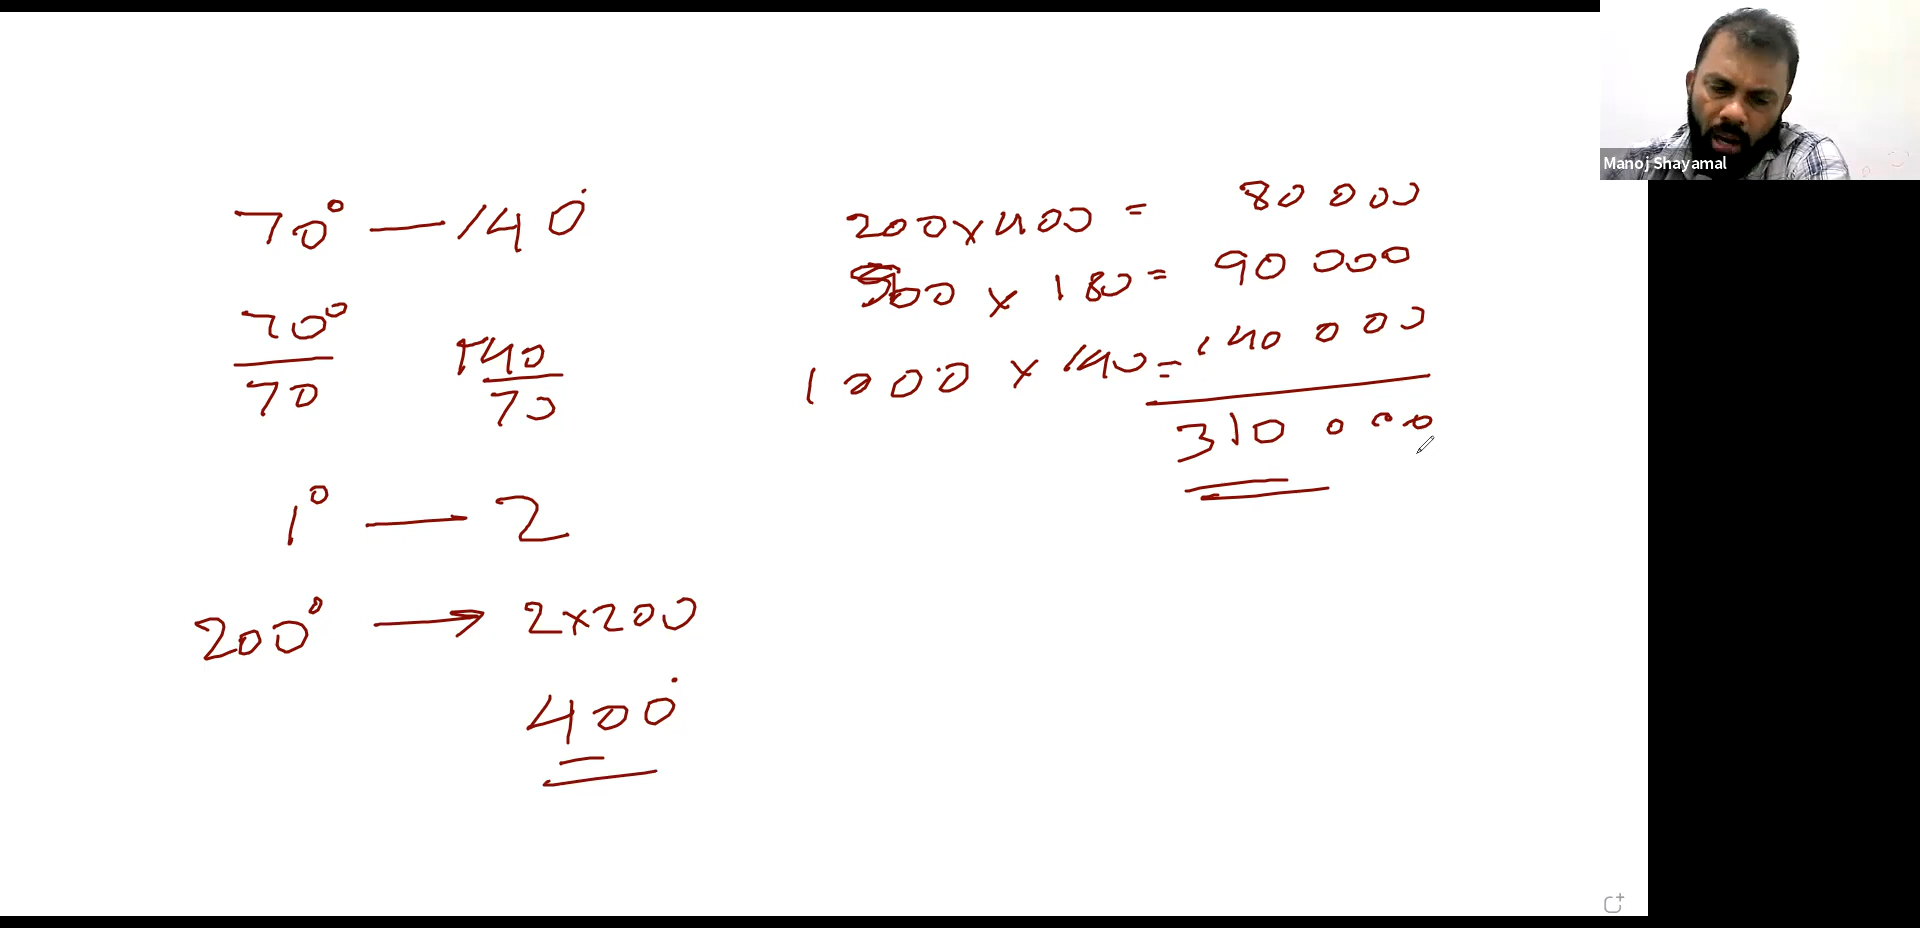 Manoj Shayamal
70° — 140
70°
70
140
70
1° — 2
200° → 2×200
400
200 × 400 = 80 000
500 × 180 = 90 000
1000 × 140 = 140 000
310 000